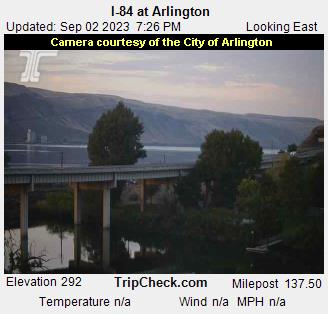 I-84 at Arlington
Updated: Sep 02 2023 7:26 PM Looking East
Camera courtesy of the City of Arlington
Elevation 292 TripCheck.com Milepost 137.50
Temperature n/a Wind n/a MPH n/a